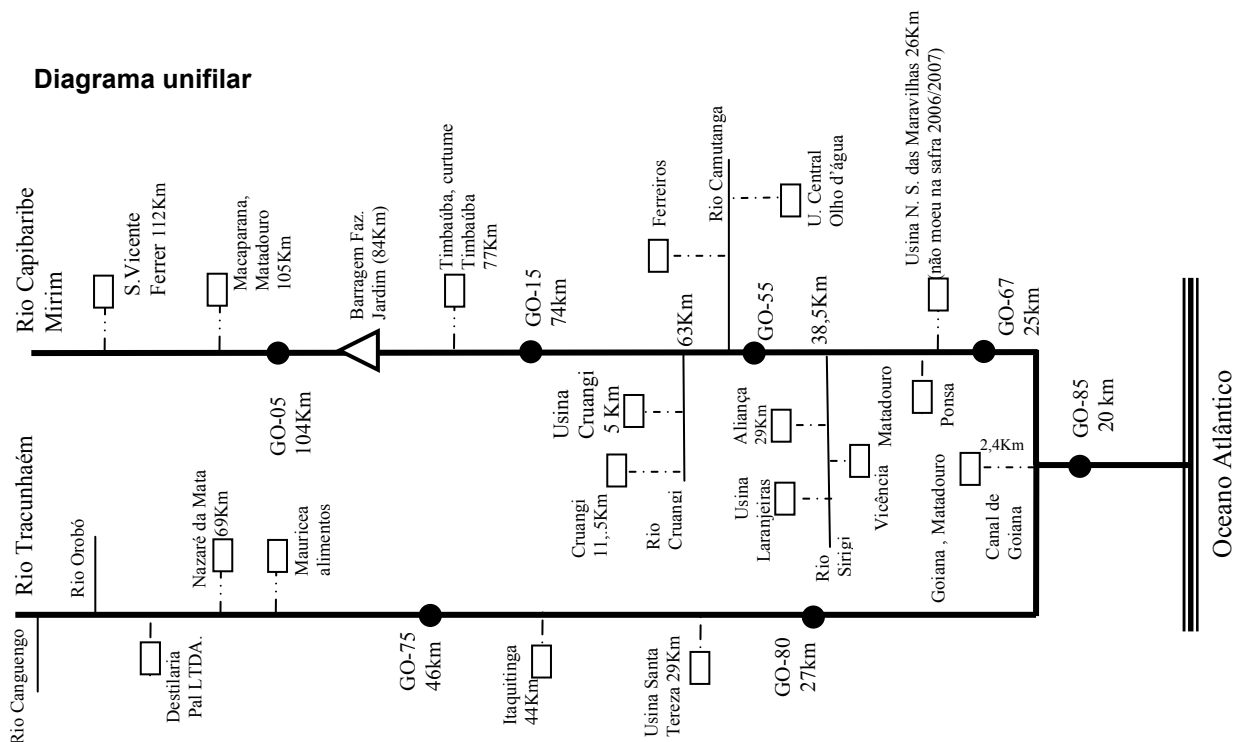 Diagrama unifilar
Rio Capibaribe
Mirim
S.Vicente
Ferrer 112Km
Macaparana,
Matadouro
105Km
GO-05
104Km
Barragem Faz.
Jardim (84Km)
Timbaúba, curtume
Timbaúba
77Km
GO-15
74km
63Km
Usina
Cruangi
5 Km
Cruangi
11,5Km
Rio
Cruangi
Ferreiros
Rio Camutanga
U. Central
Olho d'água
GO-55
38,5Km
Aliança
29Km
Usina
Laranjeiras
Rio
Sirigi
Vicência
Matadouro
Usina N. S. das Maravilhas 26Km
(não moeu na safra 2006/2007)
Ponsa
GO-67
25km
Rio Tracunhaém
Rio Canguengo
Rio Orobó
Destilaria
Pal LTDA.
Nazaré da Mata
69Km
Mauricea
alimentos
GO-75
46km
Itaquitinga
44Km
Usina Santa
Tereza 29Km
GO-80
27km
Goiana , Matadouro
2,4Km
Canal de
Goiana
GO-85
20 km
Oceano Atlântico